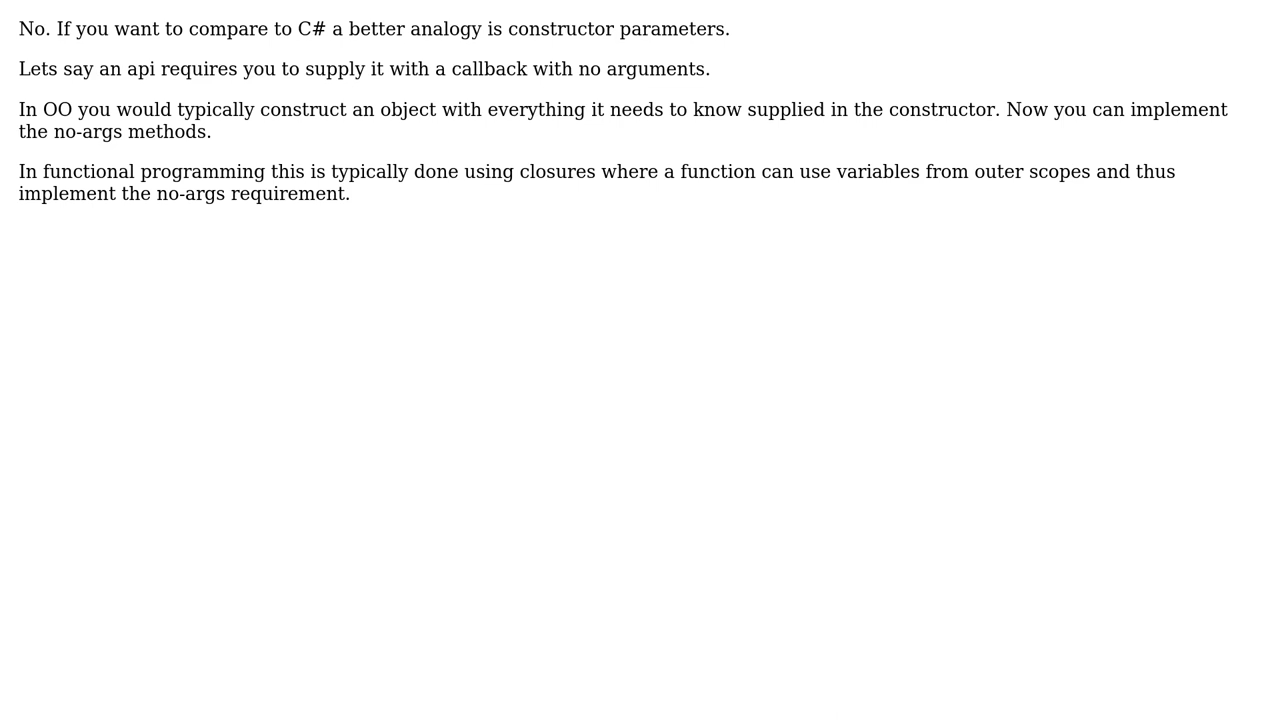 No. If you want to compare to C# a better analogy is constructor parameters.
Lets say an api requires you to supply it with a callback with no arguments.
In OO you would typically construct an object with everything it needs to know supplied in the constructor. Now you can implement
the no-args methods.
In functional programming this is typically done using closures where a function can use variables from outer scopes and thus
implement the no-args requirement.